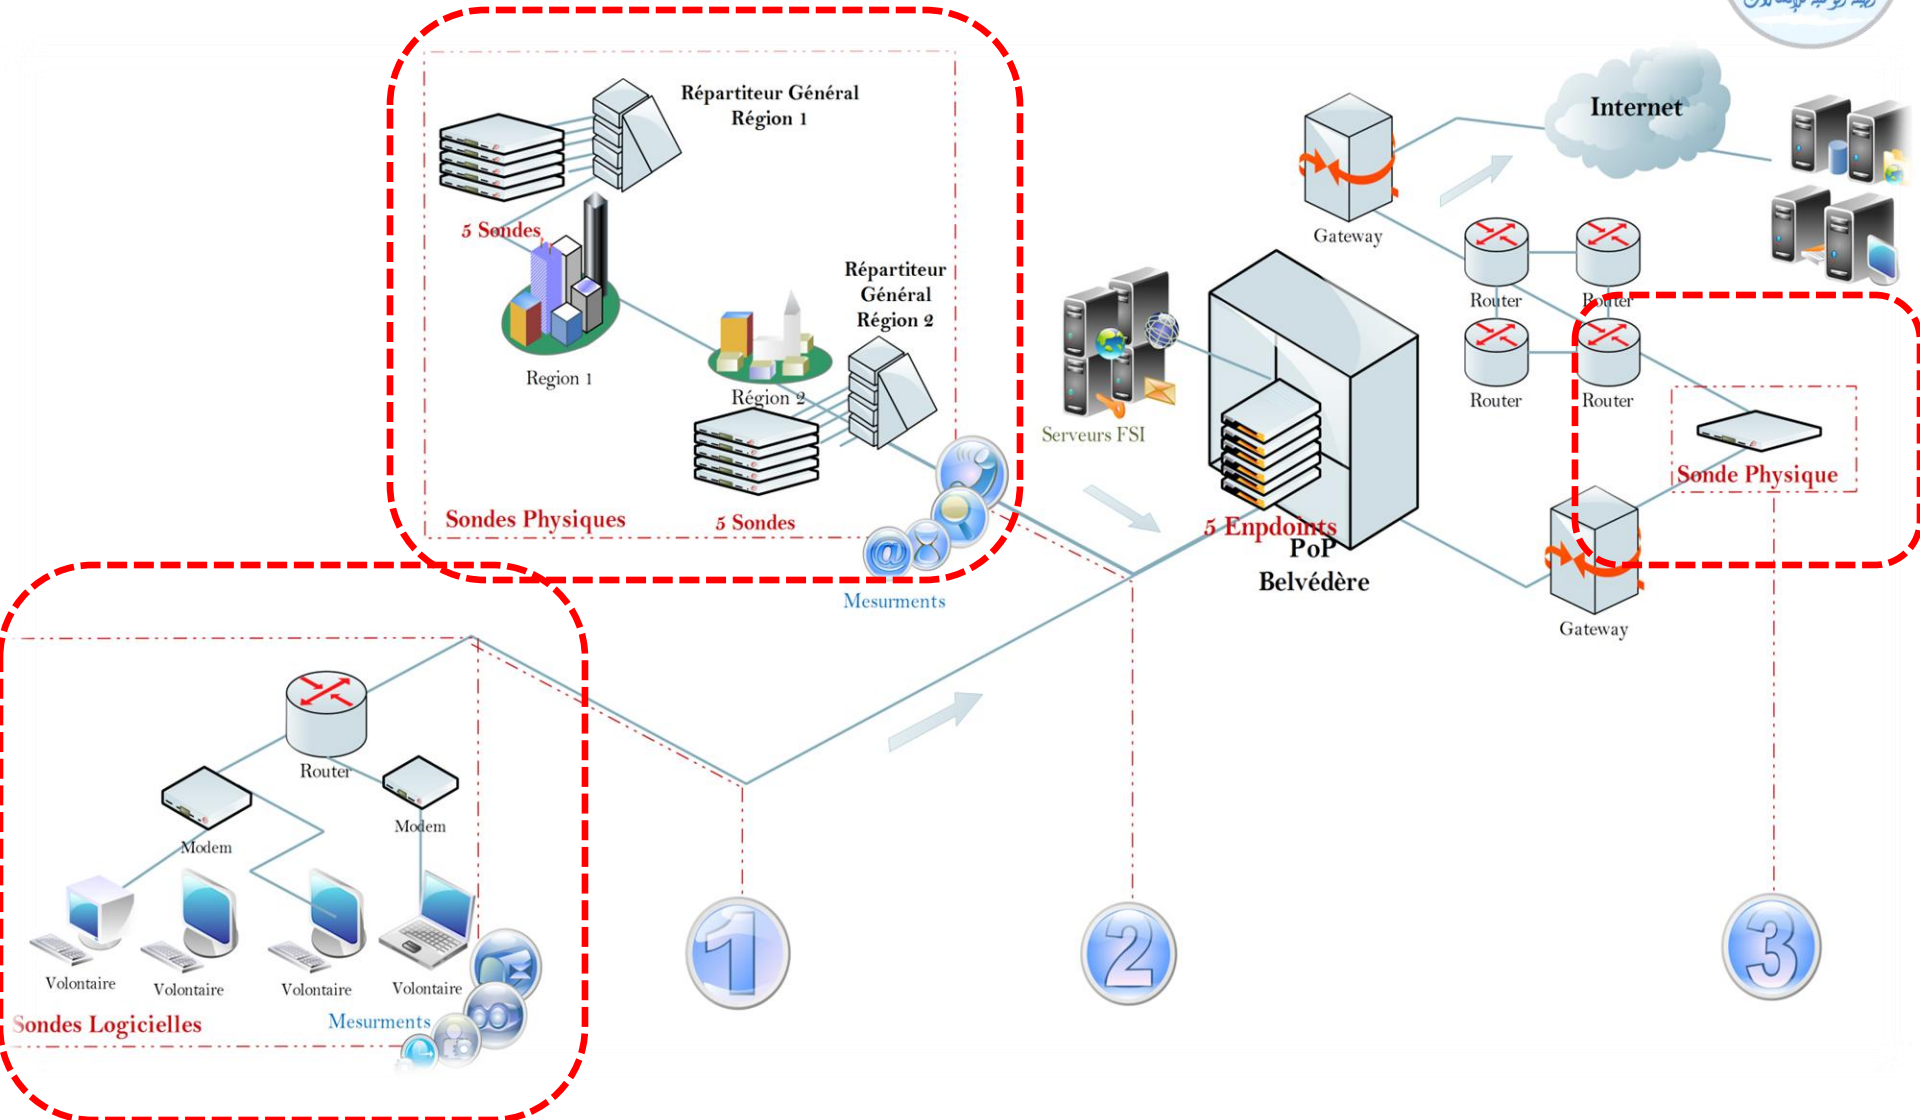 Répartiteur Général
Région 1
Internet
5 Sondes
Gateway
Répartiteur
Général
Région 2
Router
Router
Region 1
Région 2
Router
Router
Serveurs FSI
Sonde Physique
Sondes Physiques
5 Sondes
5 Enpdoints
PoP
Belvédère
Mesurments
Gateway
Router
Modem
Modem
Volontaire
Volontaire
Volontaire
Volontaire
Sondes Logicielles
Mesurments
1
2
3